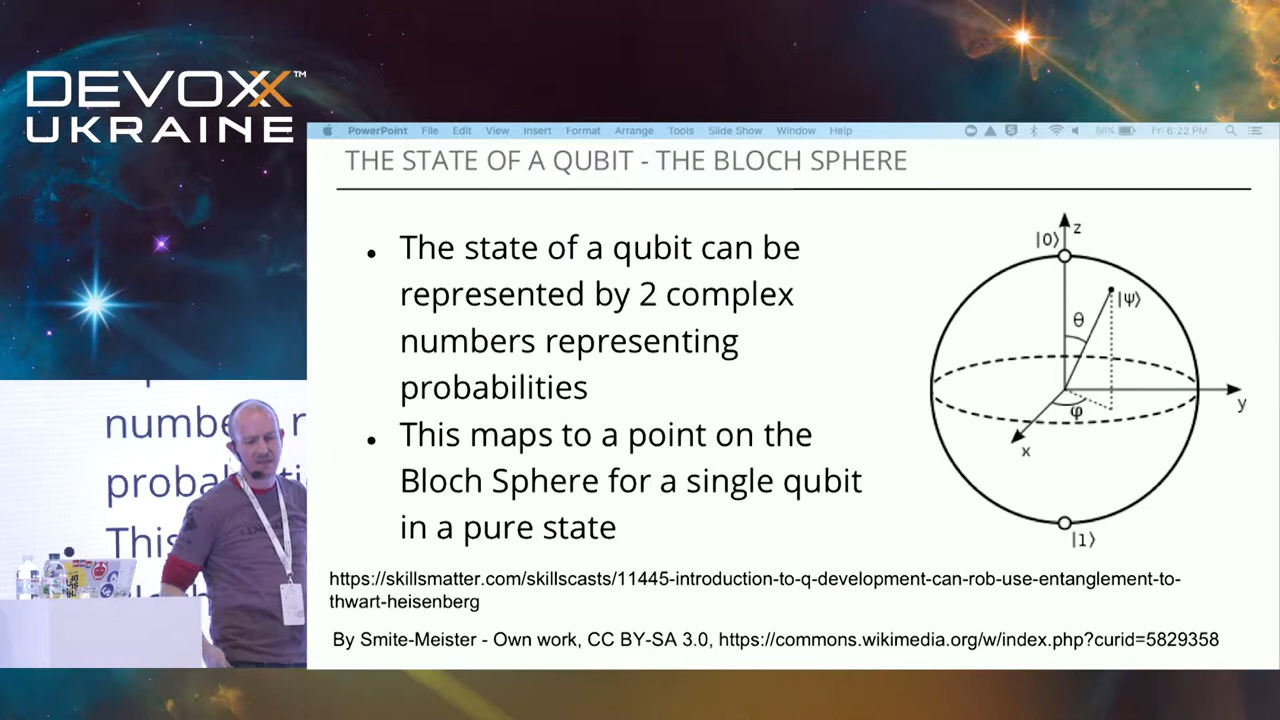 DEVOXX™
UKRAINE
PowerPoint File Edit View Insert Format Arrange Tools Slide Show Window Help 86% Fri 6:22 PM
THE STATE OF A QUBIT - THE BLOCH SPHERE
• The state of a qubit can be
represented by 2 complex
numbers representing
probabilities
• This maps to a point on the
Bloch Sphere for a single qubit
in a pure state
z
|0⟩
|ψ⟩
θ
φ
y
x
|1⟩
https://skillsmatter.com/skillscasts/11445-introduction-to-q-development-can-rob-use-entanglement-to-
thwart-heisenberg
By Smite-Meister - Own work, CC BY-SA 3.0, https://commons.wikimedia.org/w/index.php?curid=5829358
numbe r
proba
This